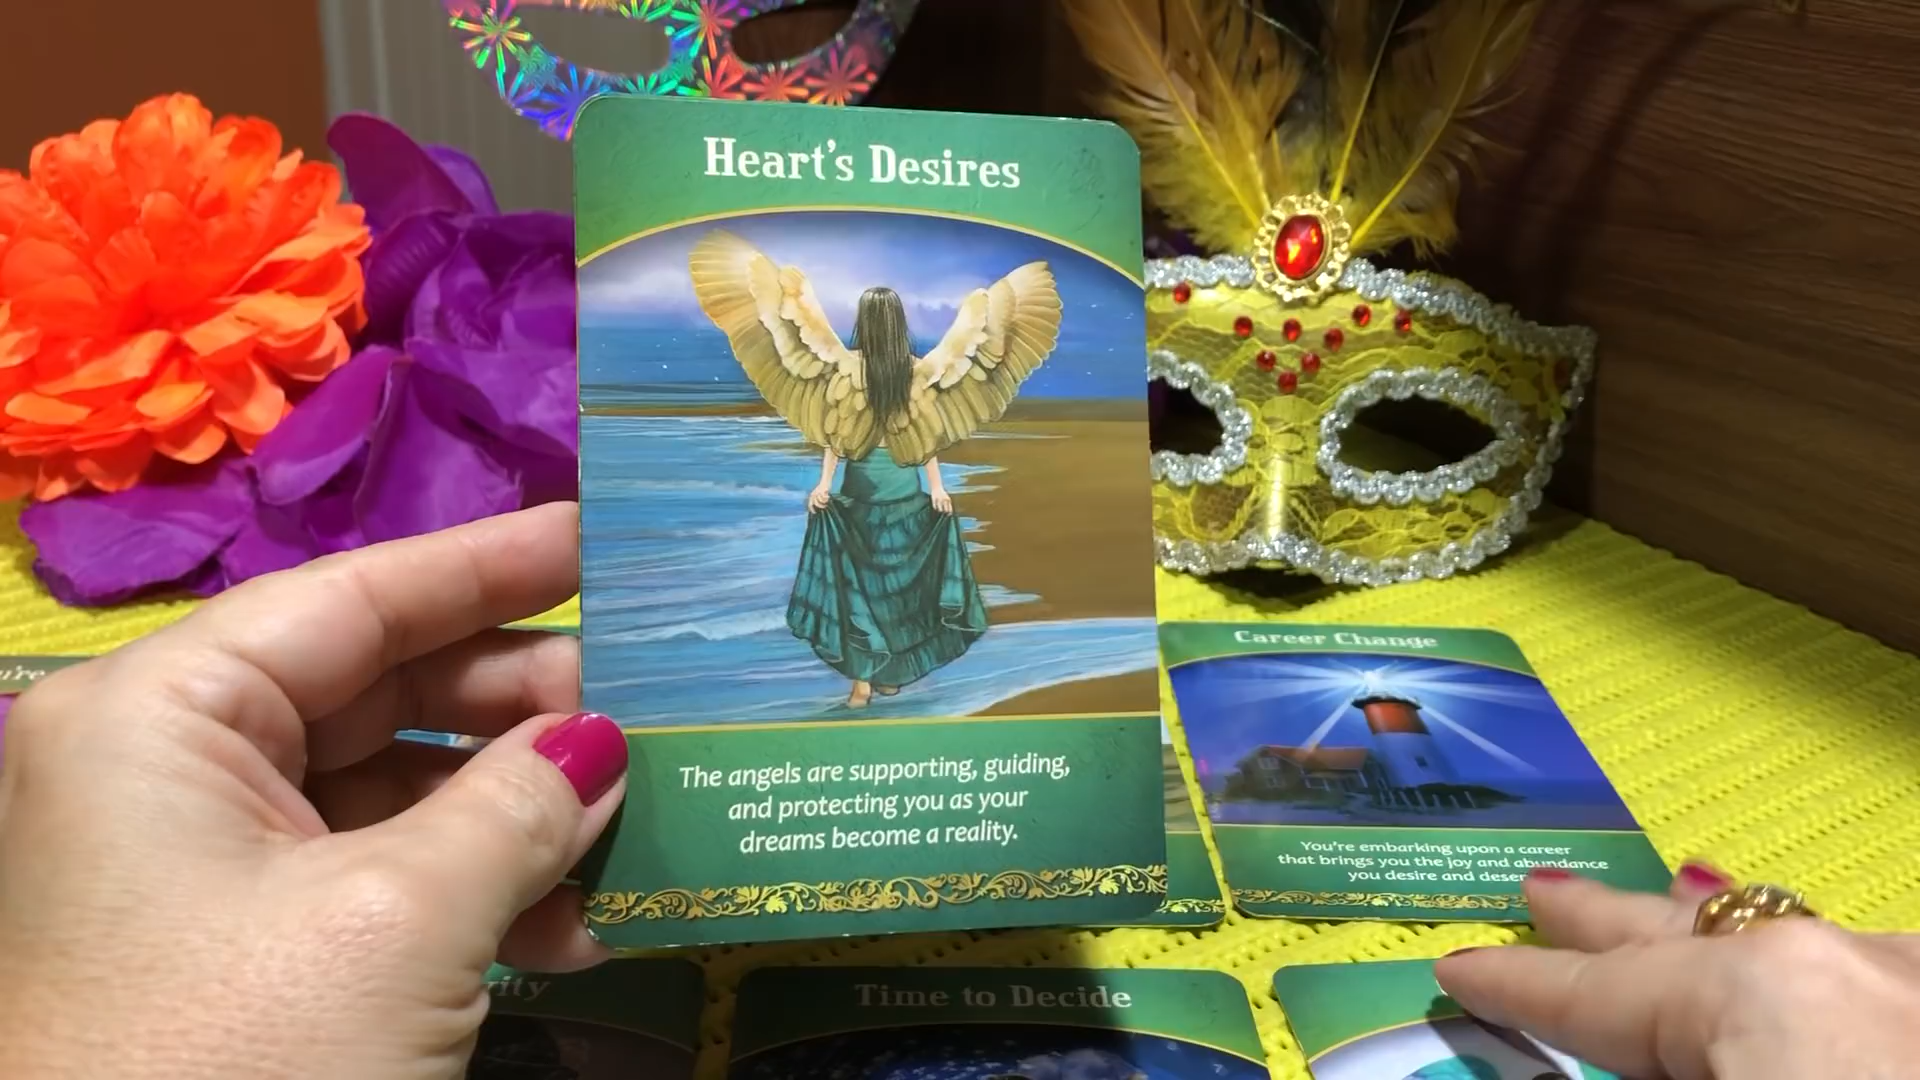 Heart's Desires
The angels are supporting, guiding,
and protecting you as your
dreams become a reality.
Career Change
You're embarking upon a career
that brings you the joy and abundance
you desire and
Time to Decide